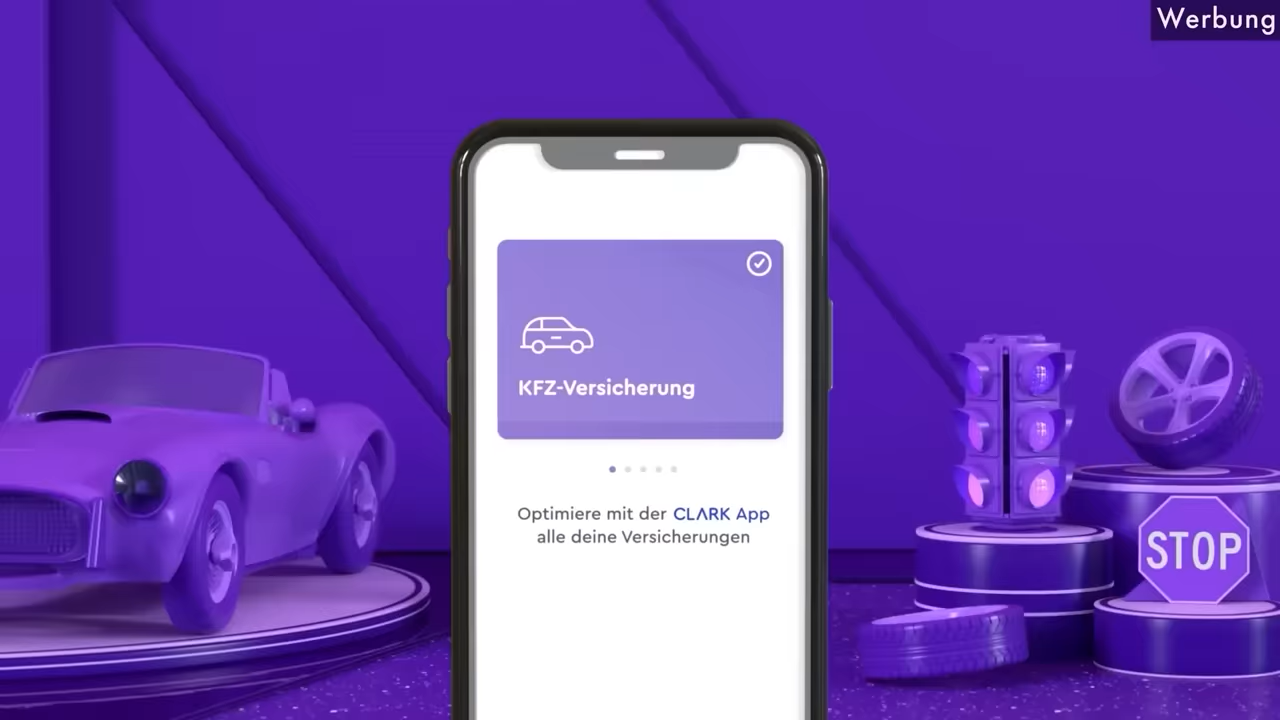 Werbung
KFZ-Versicherung
Optimiere mit der CLARK App
alle deine Versicherungen
STOP